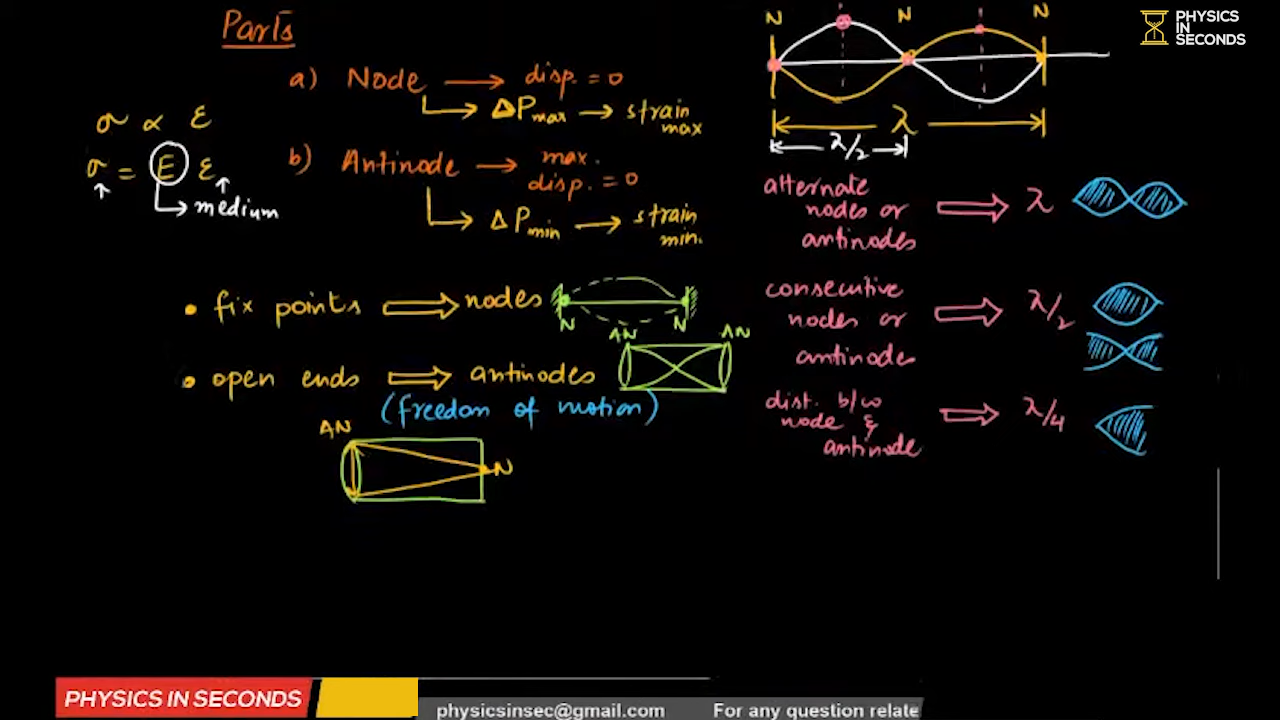 Parts
a) Node → disp. = 0
→ ΔPmax → strain max
σ ∝ ε
σ = E ε
→ medium
b) Antinode → max. disp. = 0
→ ΔPmin → strain min.
• fix points ⇒ nodes
N N
• open ends ⇒ antinodes
AN AN
(freedom of motion)
AN
N
N N N
λ
λ/2
alternate
nodes or
antinodes
⇒ λ
consecutive
nodes or
antinodes
⇒ λ/2
dist. b/w
node &
antinode
⇒ λ/4
PHYSICS
IN
SECONDS
PHYSICS IN SECONDS
physicsinsec@gmail.com For any question relate